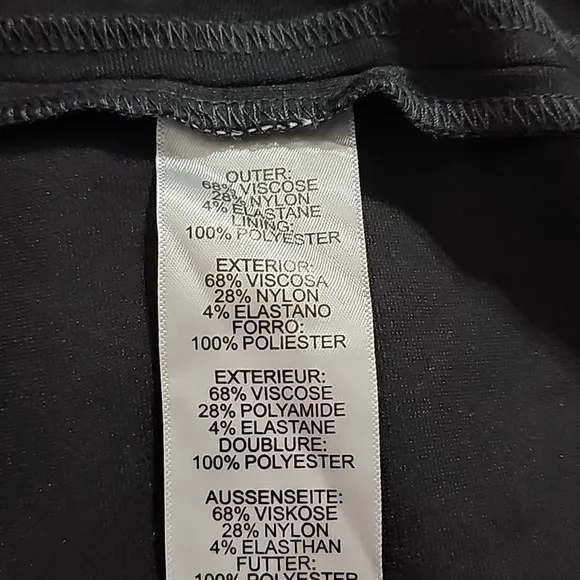 OUTER:
68% VISCOSE
28% NYLON
4% ELASTANE
LINING:
100% POLYESTER
EXTERIOR:
68% VISCOSA
28% NYLON
4% ELASTANO
FORRO:
100% POLIESTER
EXTERIEUR:
68% VISCOSE
28% POLYAMIDE
4% ELASTANE
DOUBLURE:
100% POLYESTER
AUSSENSEITE:
68% VISKOSE
28% NYLON
4% ELASTHAN
FUTTER:
100% POLYESTER